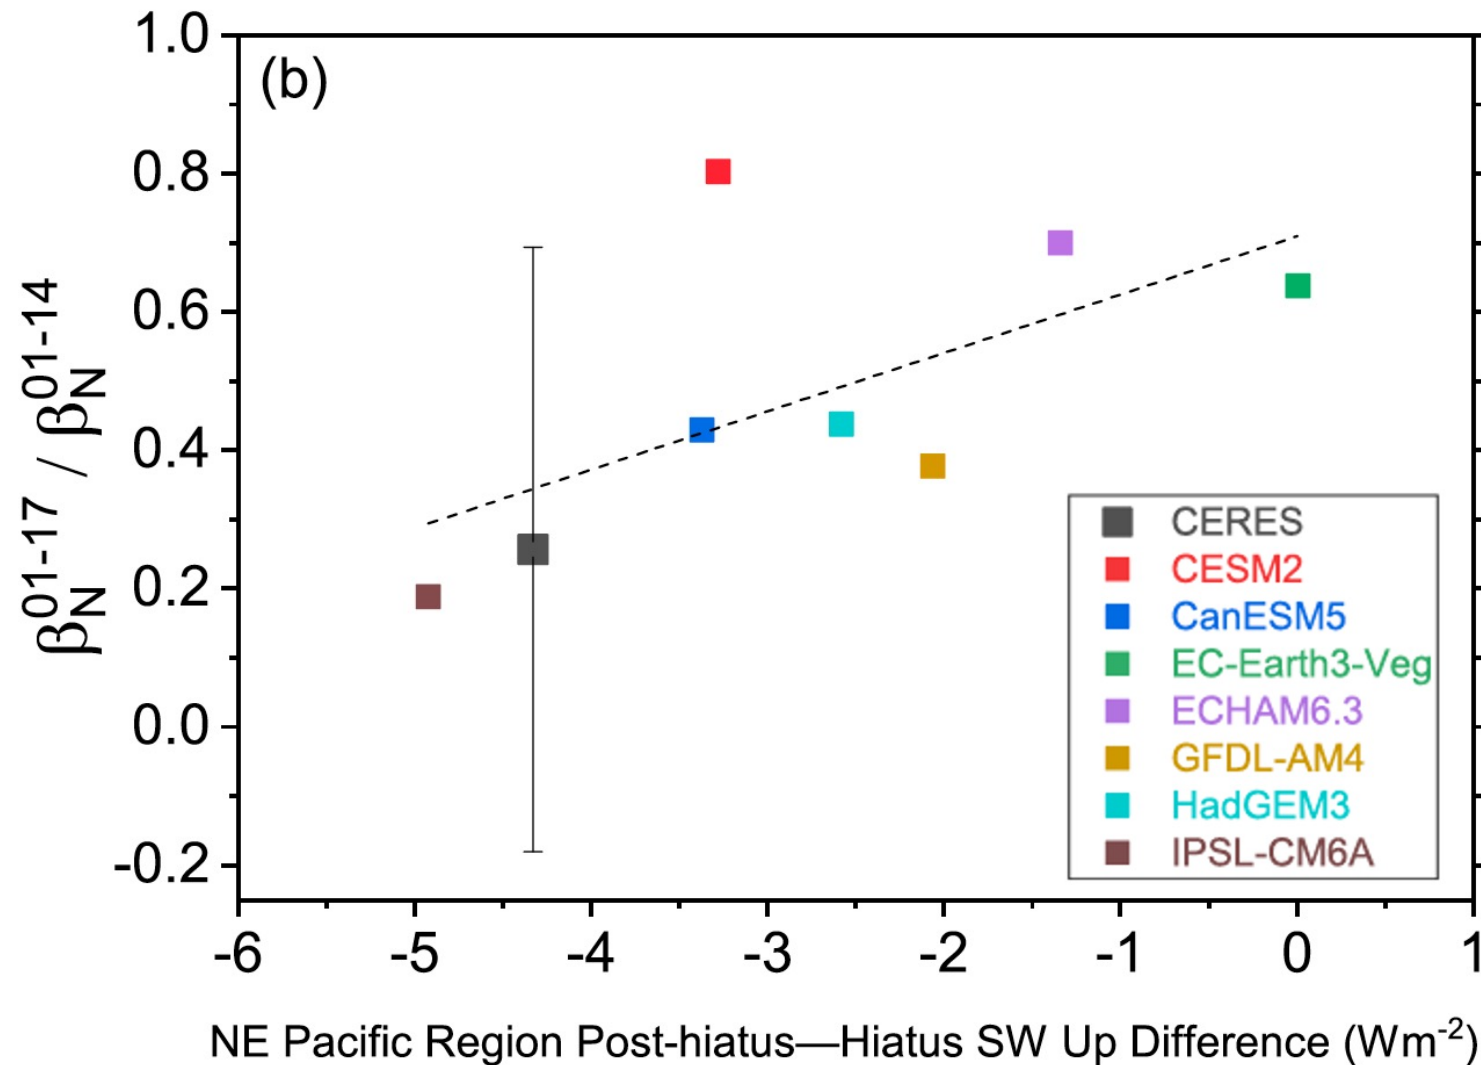 (b)
1.0
0.8
0.6
0.4
0.2
0.0
-0.2
β_N^01-17 / β_N^01-14
CERES
CESM2
CanESM5
EC-Earth3-Veg
ECHAM6.3
GFDL-AM4
HadGEM3
IPSL-CM6A
-6 -5 -4 -3 -2 -1 0 1
NE Pacific Region Post-hiatus—Hiatus SW Up Difference (Wm⁻²)